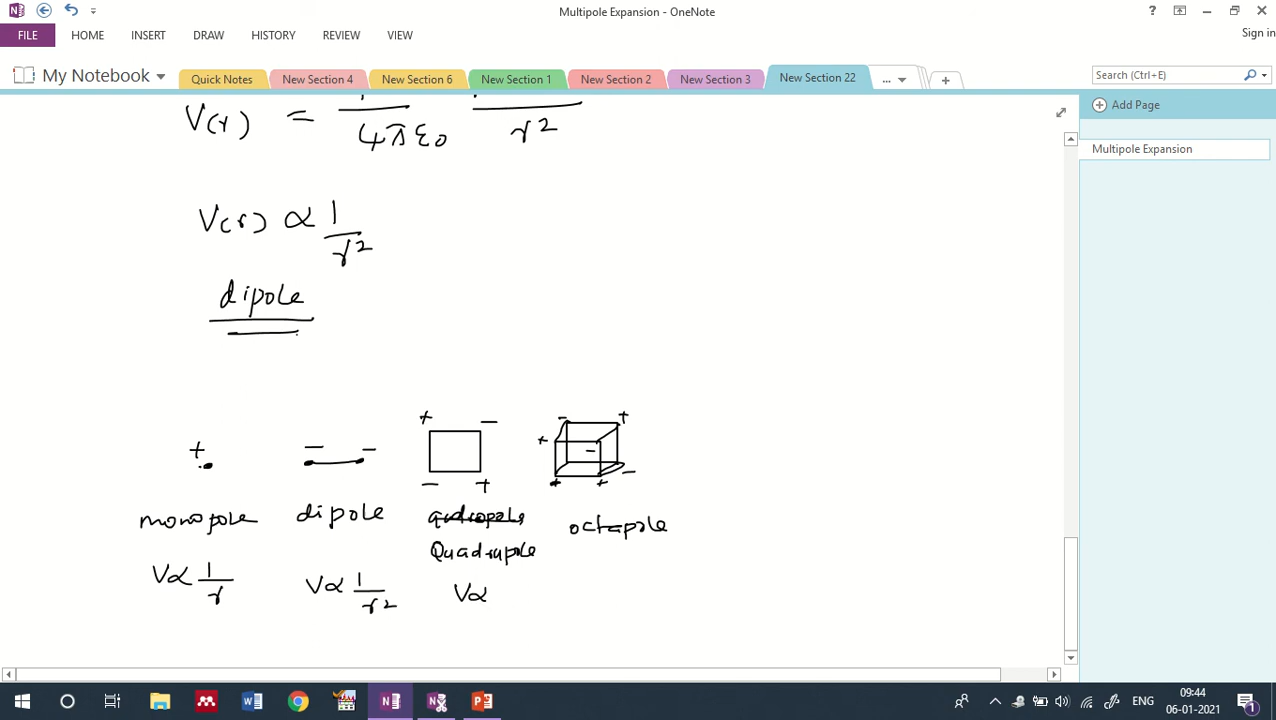 Multipole Expansion - OneNote
Sign in
FILE HOME INSERT DRAW HISTORY REVIEW VIEW
My Notebook Quick Notes New Section 4 New Section 6 New Section 1 New Section 2 New Section 3 New Section 22 ... +
Search (Ctrl+E)
Add Page
Multipole Expansion
V(r) = 1/4πε0 /r²
V(r) ∝ 1/r²
dipole
+ - - + - - + - + + - - + +
monopole dipole quadropole octapole
Quadrupole
V∝ 1/r V∝ 1/r² V∝
ENG 09:44
06-01-2021 1